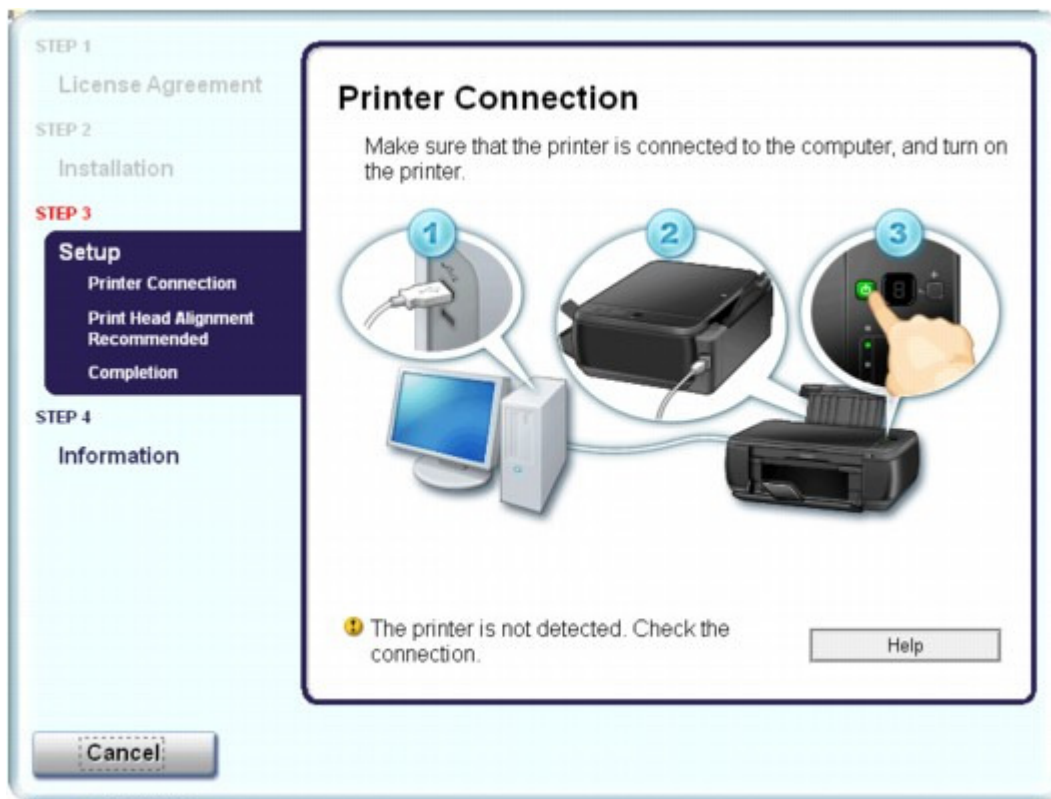 STEP 1
License Agreement
STEP 2
Installation
STEP 3
Setup
Printer Connection
Print Head Alignment
Recommended
Completion
STEP 4
Information
Printer Connection
Make sure that the printer is connected to the computer, and turn on
the printer.
1
2
3
The printer is not detected. Check the
connection.
Help
Cancel